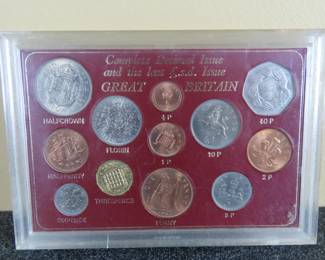 Complete Decimal Issue
and the last £.s.d. Issue
GREAT BRITAIN
HALFCROWN
½ P
50 P
FLORIN
1 P
10 P
HALFPENNY
2 P
THREEPENCE
SIXPENCE
PENNY
5 P